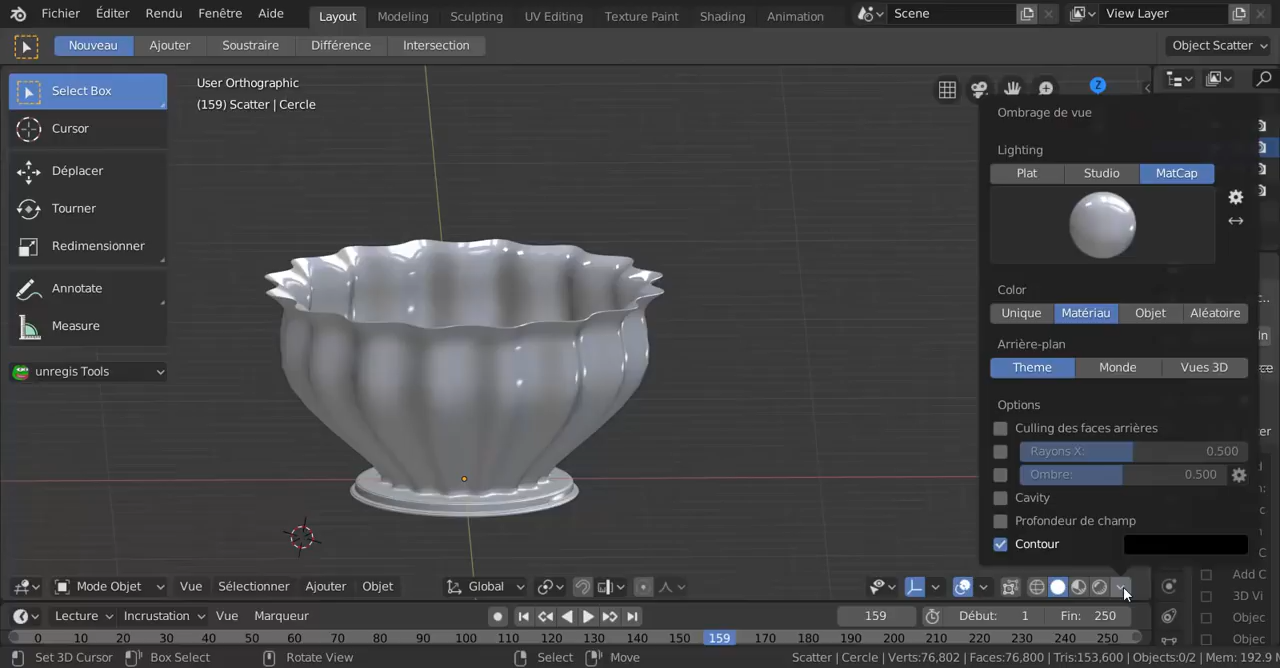 Fichier Éditer Rendu Fenêtre Aide Layout Modeling Sculpting UV Editing Texture Paint Shading Animation Scene View Layer
Nouveau Ajouter Soustraire Différence Intersection Object Scatter
Select Box
Cursor
Déplacer
Tourner
Redimensionner
Annotate
Measure
unregis Tools
User Orthographic
(159) Scatter | Cercle
Z
Ombrage de vue
Lighting
Plat Studio MatCap
Color
Unique Matériau Objet Aléatoire
Arrière-plan
Theme Monde Vues 3D
Options
Culling des faces arrières
Rayons X: 0.500
Ombre: 0.500
Cavity
Profondeur de champ
Contour
Add C
3D Vi
Objec
Objec
Mode Objet Vue Sélectionner Ajouter Objet Global
Lecture Incrustation Vue Marqueur 159 Début: 1 Fin: 250
0 10 20 30 40 50 60 70 80 90 100 110 120 130 140 150 159 170 180 190 200 210 220 230 240 250
Set 3D Cursor Box Select Rotate View Select Move Scatter | Cercle | Verts:76,802 | Faces:76,800 | Tris:153,600 | Objects:0/2 | Mem: 192.9 M